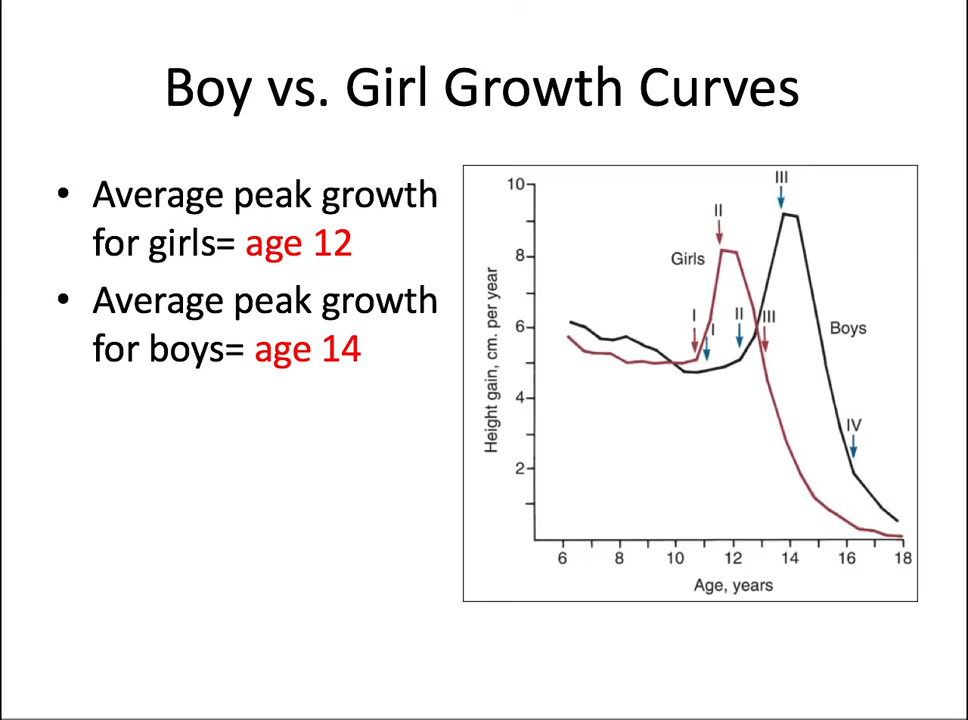 Boy vs. Girl Growth Curves
• Average peak growth
for girls= age 12
• Average peak growth
for boys= age 14
Height gain, cm. per year
10
8
6
4
2
III
II
Girls
I
I
II
III
Boys
IV
6 8 10 12 14 16 18
Age, years